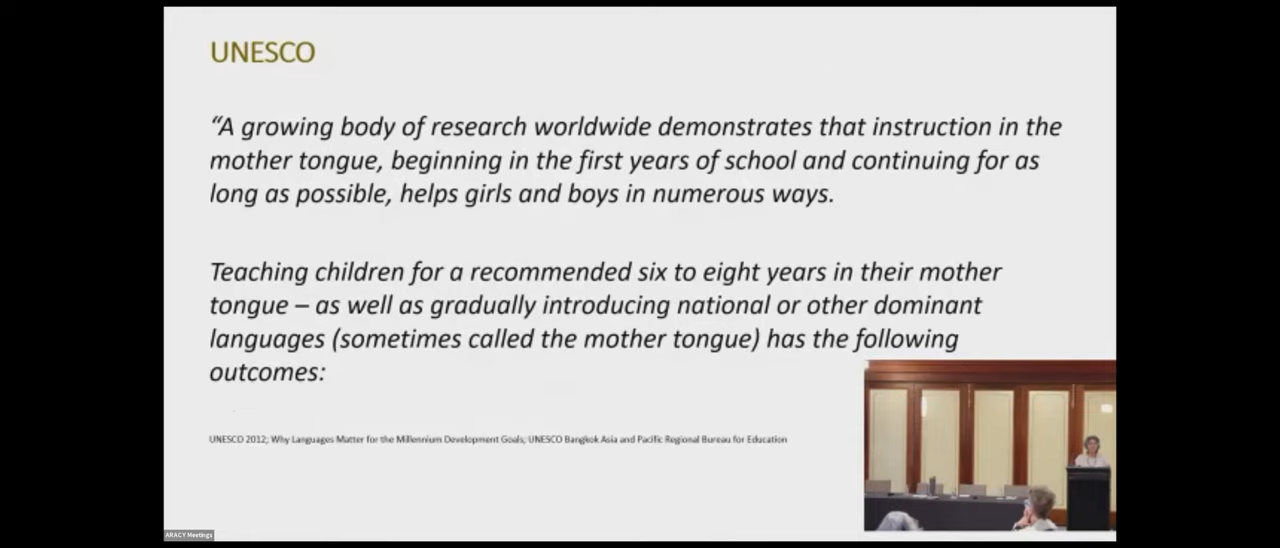 UNESCO
“A growing body of research worldwide demonstrates that instruction in the
mother tongue, beginning in the first years of school and continuing for as
long as possible, helps girls and boys in numerous ways.
Teaching children for a recommended six to eight years in their mother
tongue – as well as gradually introducing national or other dominant
languages (sometimes called the mother tongue) has the following
outcomes:
UNESCO 2012; Why Languages Matter for the Millennium Development Goals; UNESCO Bangkok Asia and Pacific Regional Bureau for Education
ARACY Meetings